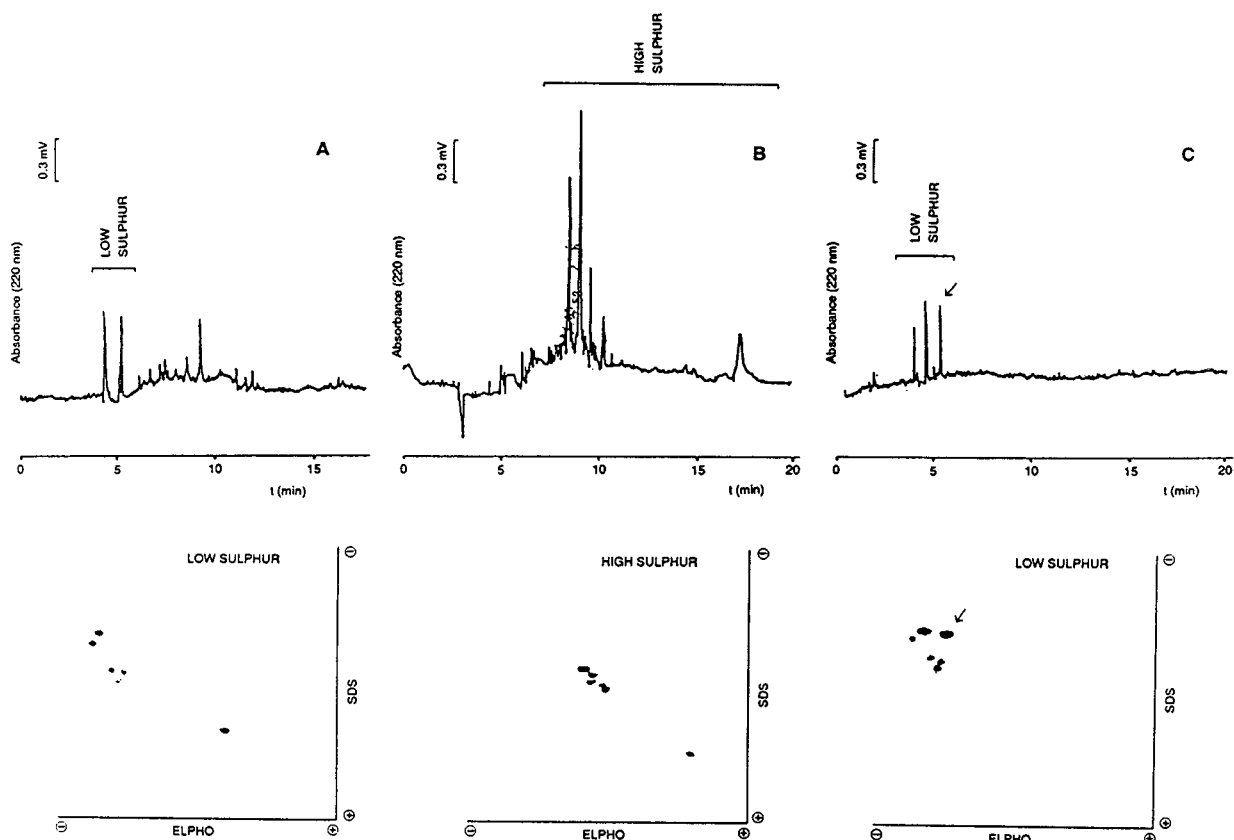 HIGH
SULPHUR
0.3 mV
A
LOW
SULPHUR
Absorbance (220 nm)
0
5
10
15
t (min)
0.3 mV
B
Absorbance (220 nm)
0
5
10
15
20
t (min)
0.3 mV
C
LOW
SULPHUR
Absorbance (220 nm)
0
5
10
15
20
t (min)
LOW SULPHUR
⊖
SDS
⊕
⊖
ELPHO
⊕
HIGH SULPHUR
⊖
SDS
⊕
⊖
ELPHO
⊕
LOW SULPHUR
⊖
SDS
⊕
⊖
ELPHO
⊕